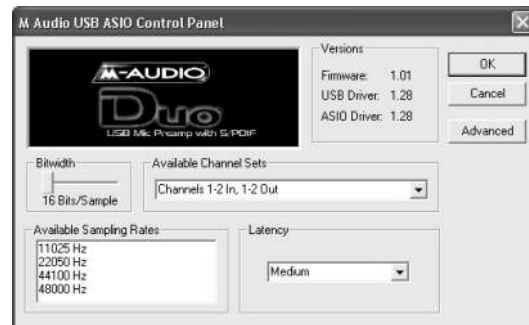 M Audio USB ASIO Control Panel
M-AUDIO
Duo
USB Mic Preamp with S/PDIF
Versions
Firmware: 1.01
USB Driver: 1.28
ASIO Driver: 1.28
OK
Cancel
Advanced
Bitwidth
16 Bits/Sample
Available Channel Sets
Channels 1-2 In, 1-2 Out
Available Sampling Rates
11025 Hz
22050 Hz
44100 Hz
48000 Hz
Latency
Medium